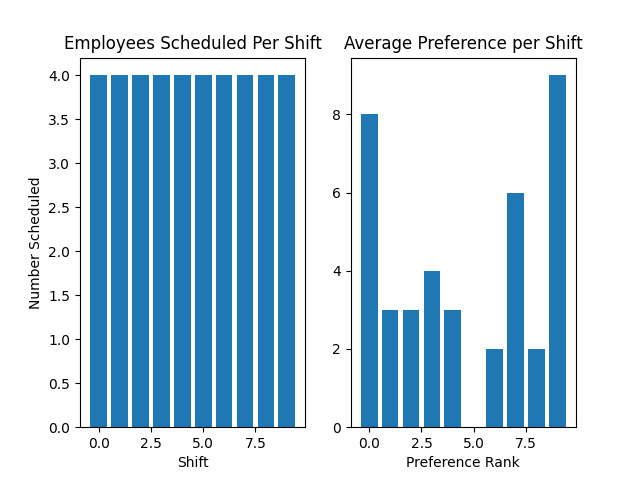 Employees Scheduled Per Shift
Number Scheduled
4.0
3.5
3.0
2.5
2.0
1.5
1.0
0.5
0.0
0.0 2.5 5.0 7.5
Shift
Average Preference per Shift
8
6
4
2
0
0.0 2.5 5.0 7.5
Preference Rank